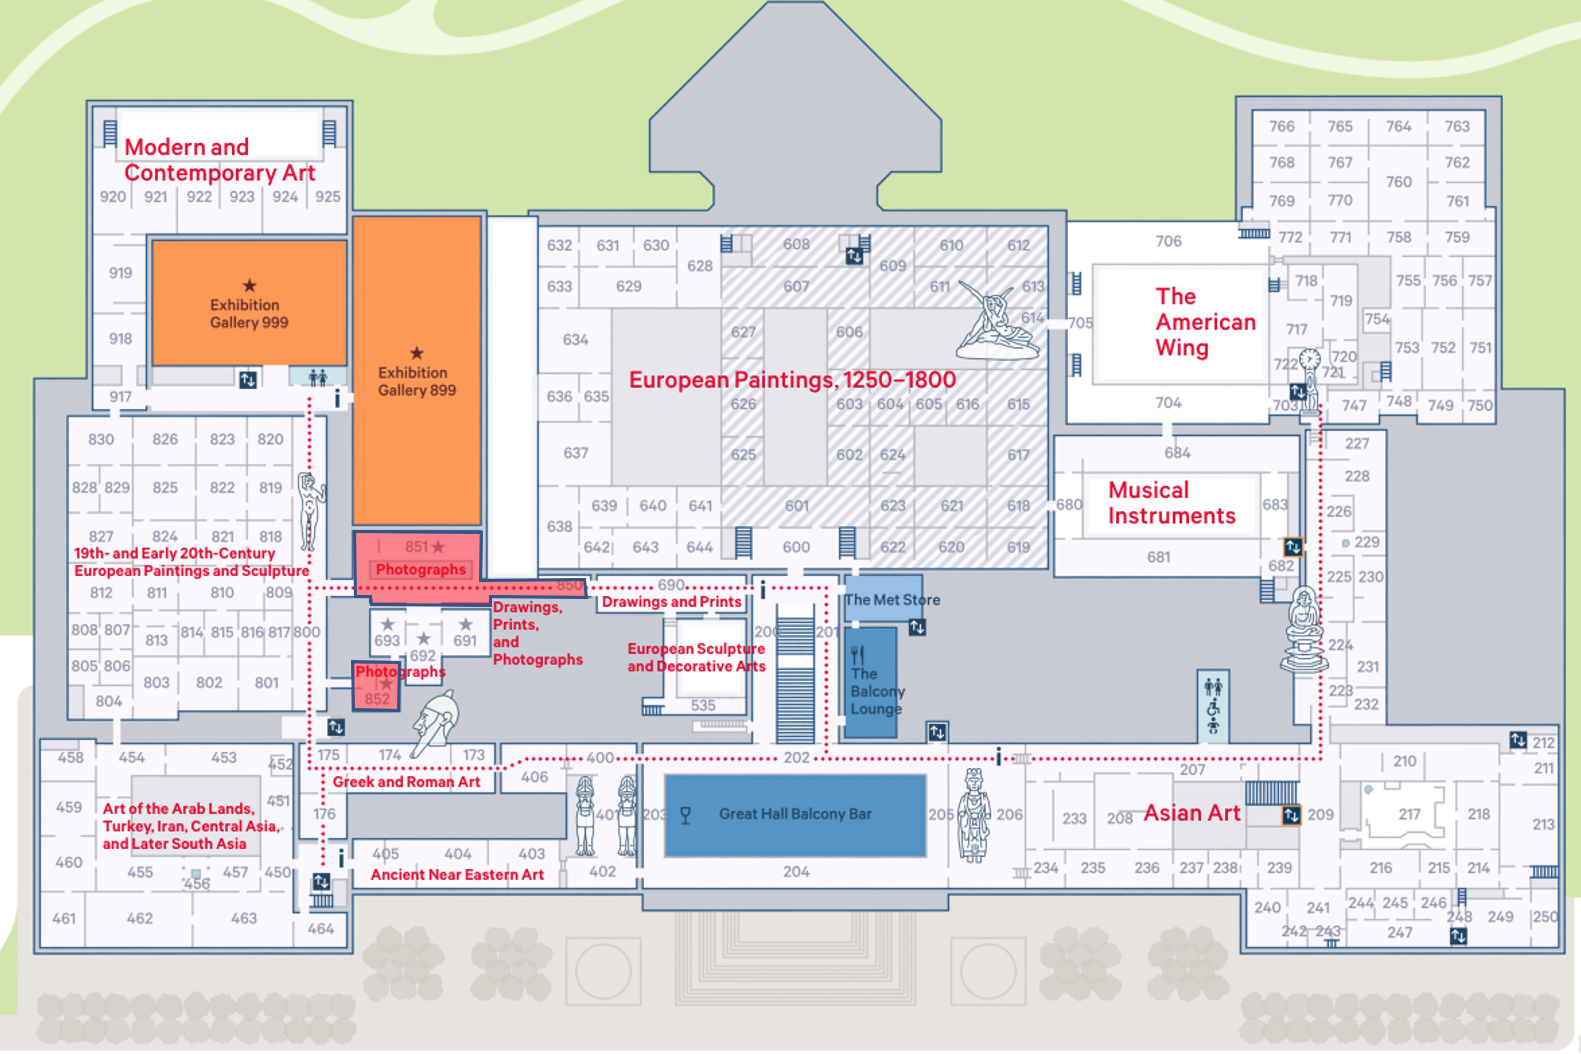 766 765 764 763
Modern and
Contemporary Art
768 767 762
760
920 921 922 923 924 925
769 770 761
632 631 630 608 610 612
706
772 771 758 759
628 609
919
633 629 607 611 613
718 755 756 757
★
Exhibition
Gallery 999
The
American
Wing
719
614
705
754
627 606
717
918
634
★
Exhibition
Gallery 899
753 752 751
720
722
721
European Paintings, 1250–1800
917
i
636 635
626 603 604 605 616 615
704
703
747 748 749 750
830 826 823 820
227
637
625 602 624 617
684
228
828 829 825 822 819
Musical
Instruments
639 640 641 601 623 621 618
680 683
226
638
827 824 821 818
851 ★
642 643 644 600 622 620 619
229
19th- and Early 20th-Century
European Paintings and Sculpture
681
682
Photographs
225 230
850
690
i
812 811 810 809
Drawings and Prints
The Met Store
Drawings,
Prints,
and
Photographs
808 807 813 814 815 816 817 800
★ ★ ★
693 692 691
200 201
European Sculpture
and Decorative Arts
224
805 806
231
Photographs
★
852
803 802 801
The
Balcony
Lounge
223
232
804
535
458 454 453 452
175 174 173
400 202
i
212
210
211
207
Greek and Roman Art
406
459
451
Art of the Arab Lands,
Turkey, Iran, Central Asia,
and Later South Asia
176
401 203
Great Hall Balcony Bar
205 206
233 208
Asian Art
209 217 218
213
460
455 456 457 450
i
405 404 403
Ancient Near Eastern Art
402
204
234 235 236 237 238 239
216 215 214
461 462 463 464
240 241
244 245 246
248 249 250
242 243
247